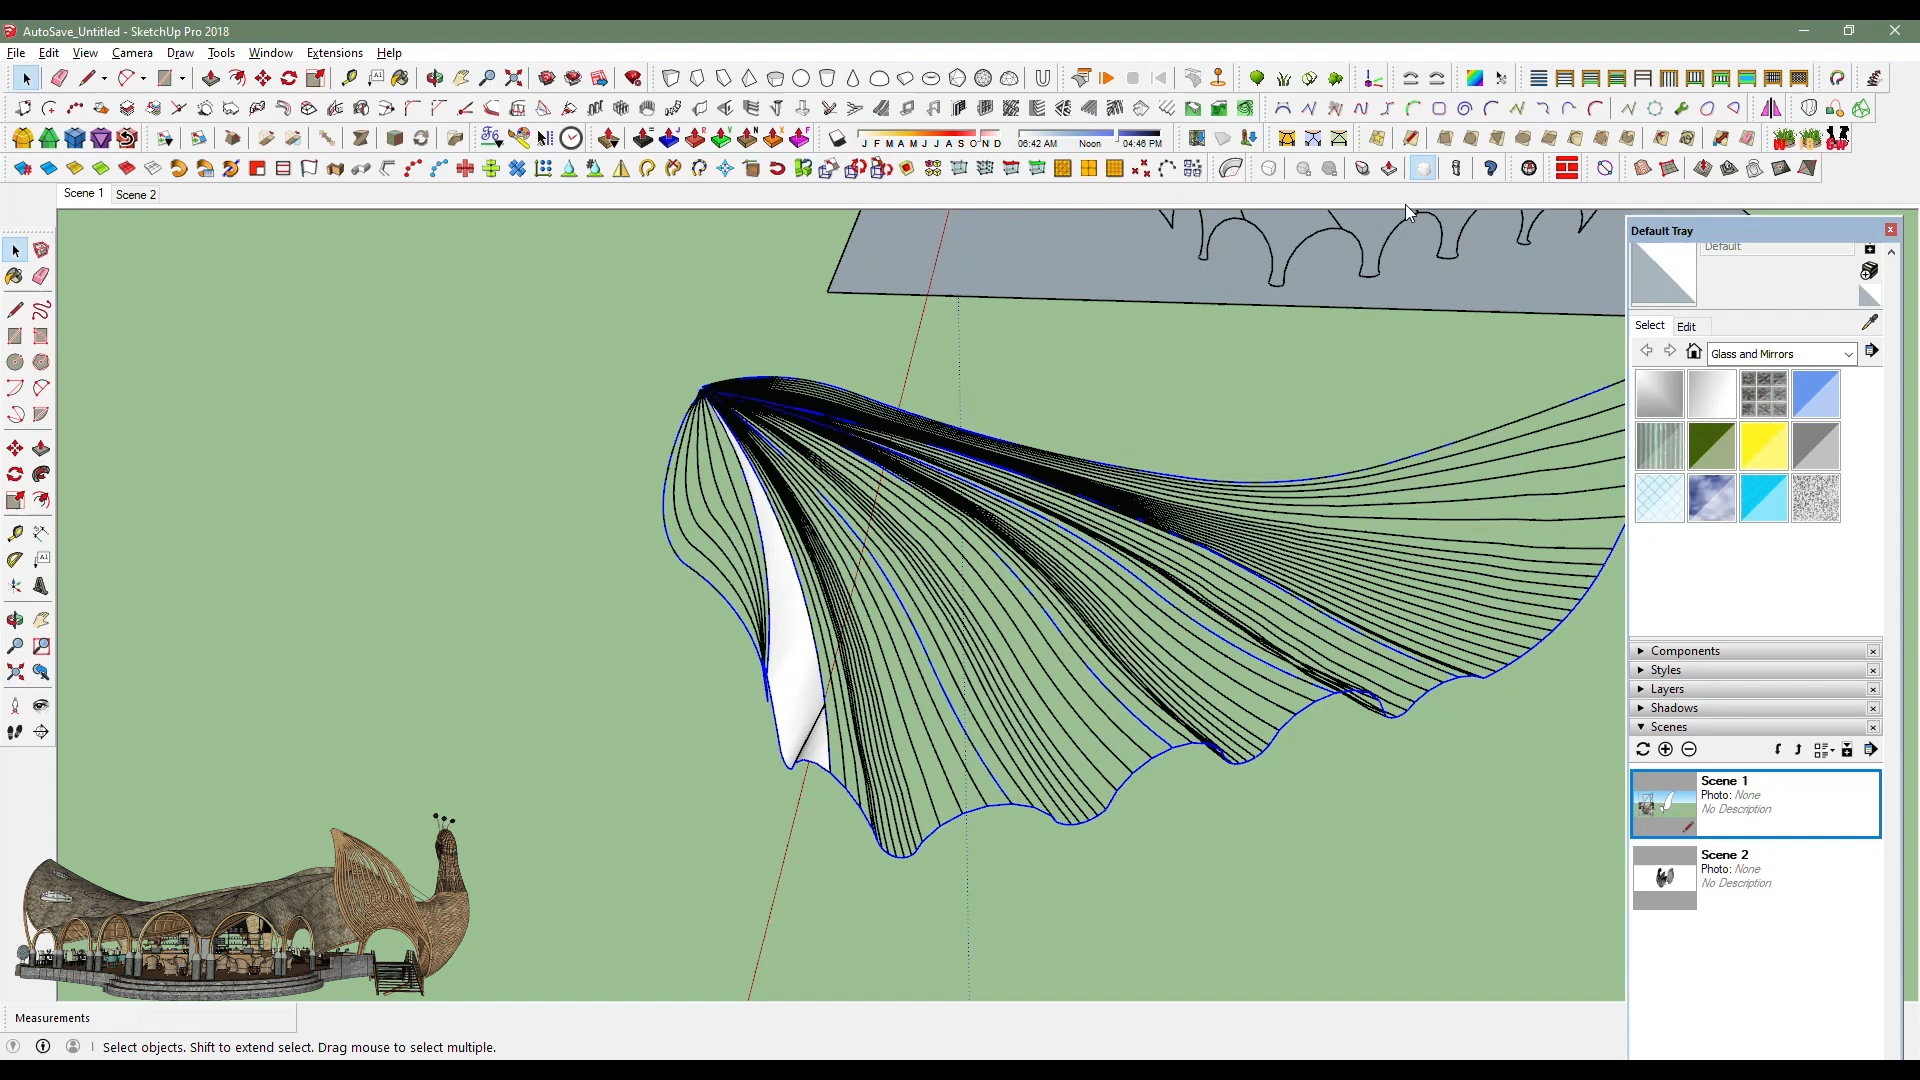 AutoSave_Untitled - SketchUp Pro 2018
File Edit View Camera Draw Tools Window Extensions Help
J F M A M J J A S O N D 06:42 AM Noon 04:46 PM
Scene 1 Scene 2
Default Tray
Default
Select Edit
Glass and Mirrors
Components
Styles
Layers
Shadows
Scenes
Scene 1
Photo: None
No Description
Scene 2
Photo: None
No Description
Measurements
Select objects. Shift to extend select. Drag mouse to select multiple.